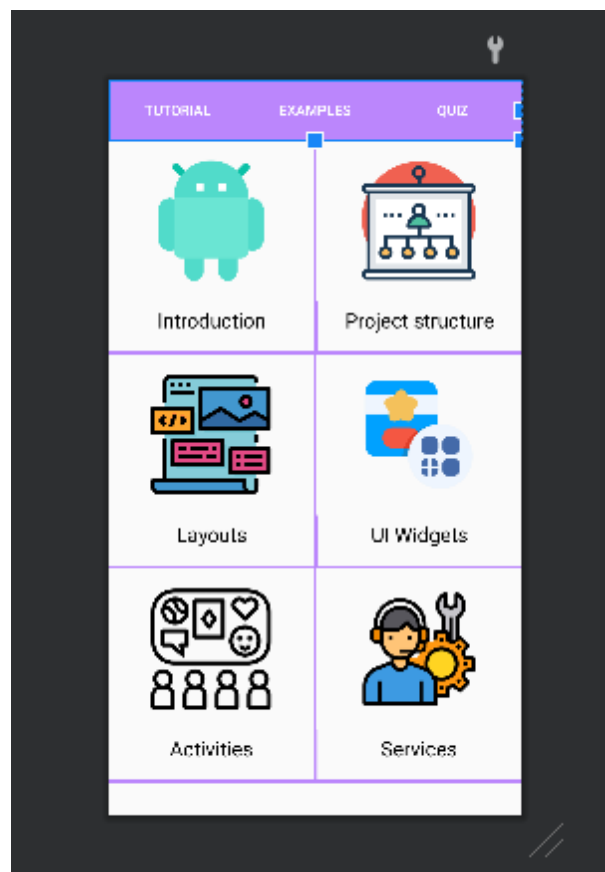 TUTORIAL EXAMPLES QUIZ
Introduction Project structure
Layouts UI Widgets
Activities Services